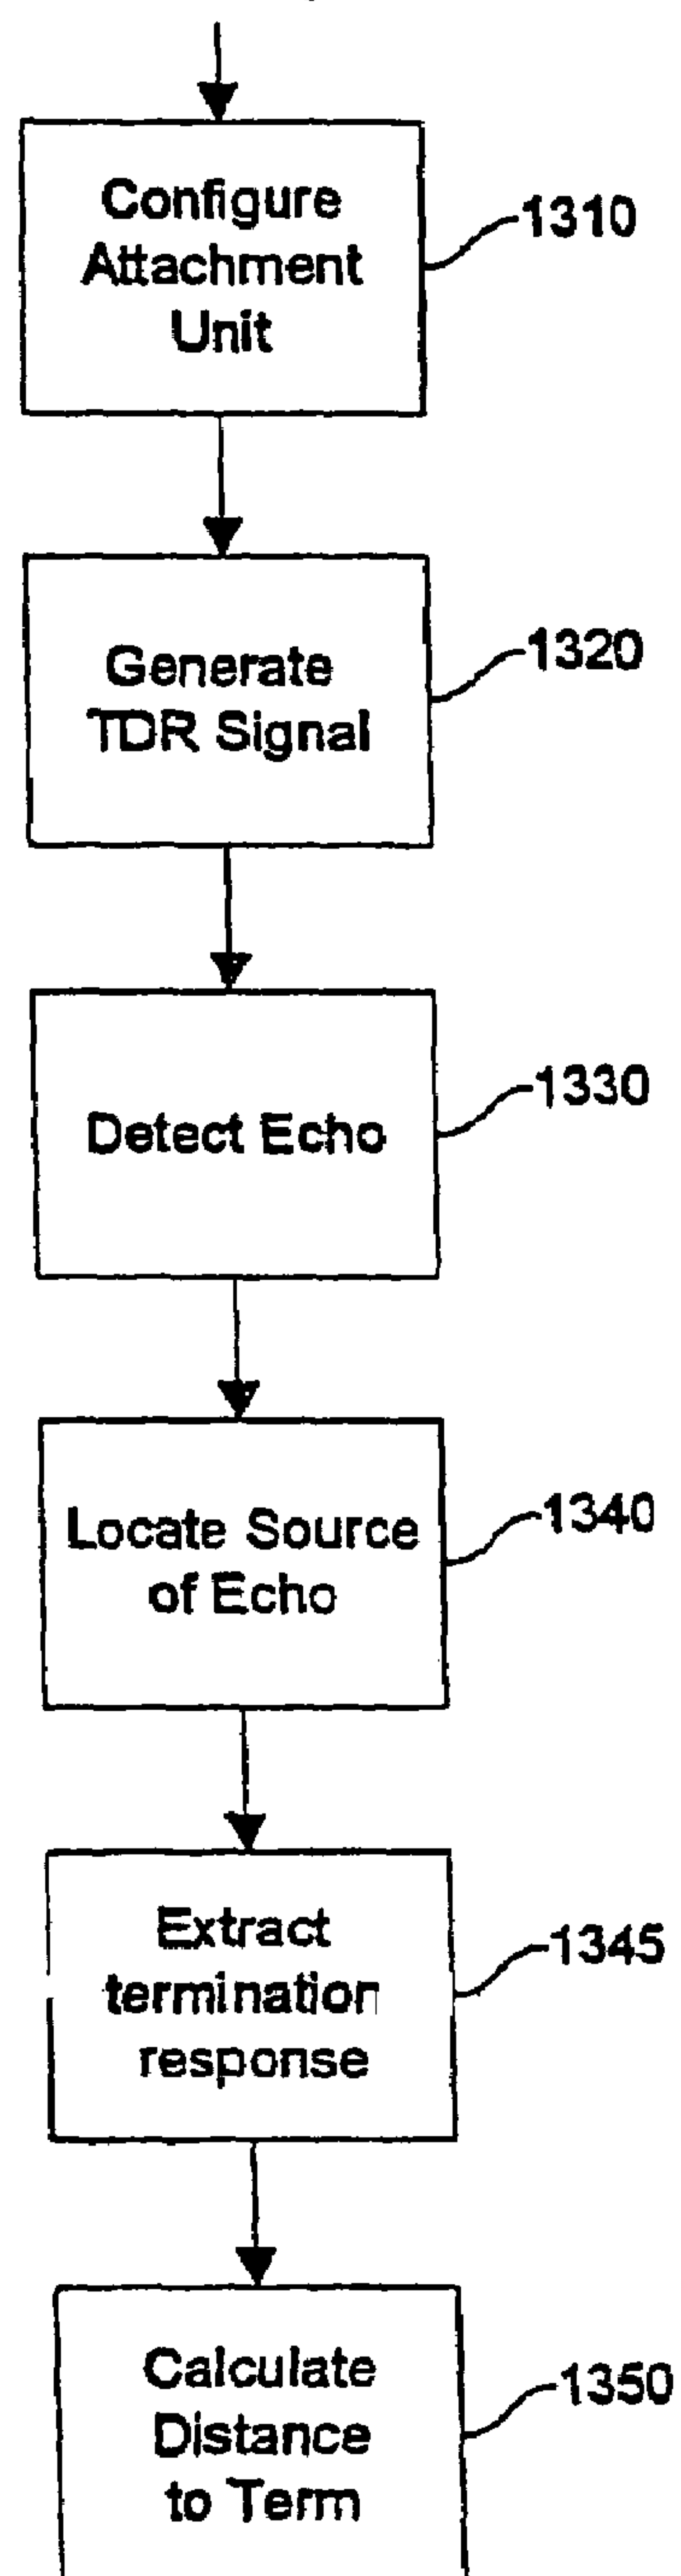 Configure
Attachment
Unit
1310
Generate
TDR Signal
1320
Detect Echo
1330
Locate Source
of Echo
1340
Extract
termination
response
1345
Calculate
Distance
to Term
1350